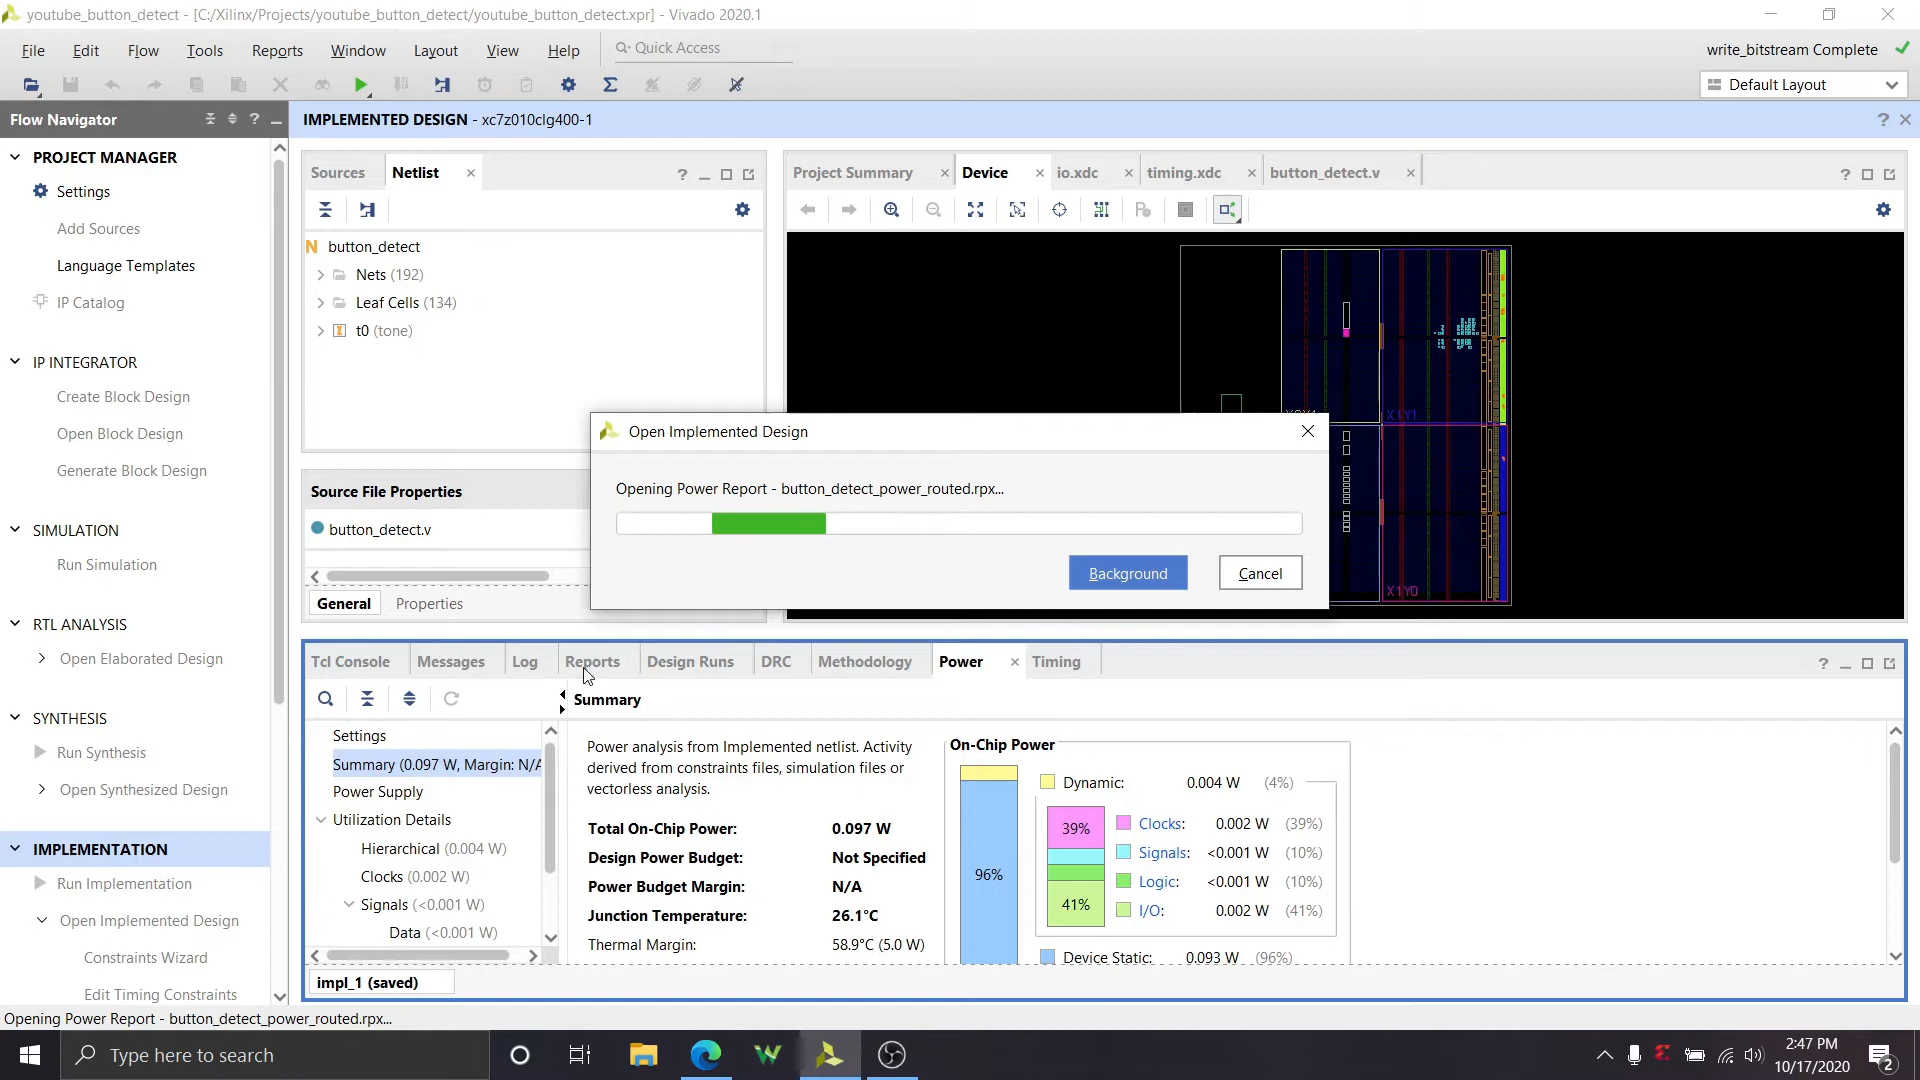 youtube_button_detect - [C:/Xilinx/Projects/youtube_button_detect/youtube_button_detect.xpr] - Vivado 2020.1
File Edit Flow Tools Reports Window Layout View Help
Quick Access
write_bitstream Complete
Default Layout
Flow Navigator
?
IMPLEMENTED DESIGN - xc7z010clg400-1
?
PROJECT MANAGER
Settings
Add Sources
Language Templates
IP Catalog
IP INTEGRATOR
Create Block Design
Open Block Design
Generate Block Design
SIMULATION
Run Simulation
RTL ANALYSIS
Open Elaborated Design
SYNTHESIS
Run Synthesis
Open Synthesized Design
IMPLEMENTATION
Run Implementation
Open Implemented Design
Constraints Wizard
Edit Timing Constraints
Sources Netlist
?
N button_detect
Nets (192)
Leaf Cells (134)
t0 (tone)
Source File Properties
button_detect.v
General Properties
Project Summary Device io.xdc timing.xdc button_detect.v
?
X1Y1
X1Y0
Open Implemented Design
Opening Power Report - button_detect_power_routed.rpx...
Background Cancel
Tcl Console Messages Log Reports Design Runs DRC Methodology Power Timing
?
Settings
Summary (0.097 W, Margin: N/A
Power Supply
Utilization Details
Hierarchical (0.004 W)
Clocks (0.002 W)
Signals (<0.001 W)
Data (<0.001 W)
Summary
Power analysis from Implemented netlist. Activity
derived from constraints files, simulation files or
vectorless analysis.
Total On-Chip Power: 0.097 W
Design Power Budget: Not Specified
Power Budget Margin: N/A
Junction Temperature: 26.1°C
Thermal Margin: 58.9°C (5.0 W)
On-Chip Power
96%
Dynamic: 0.004 W (4%)
39%
41%
Clocks: 0.002 W (39%)
Signals: <0.001 W (10%)
Logic: <0.001 W (10%)
I/O: 0.002 W (41%)
Device Static: 0.093 W (96%)
impl_1 (saved)
Opening Power Report - button_detect_power_routed.rpx...
Type here to search
2:47 PM
10/17/2020
2